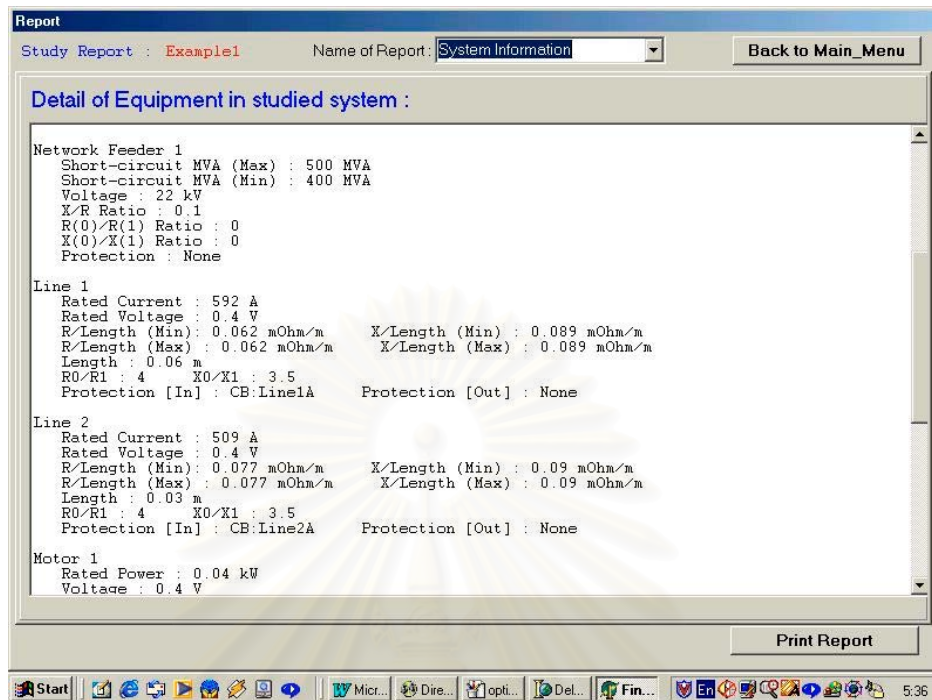 Report
Study Report : Example1 Name of Report : System Information Back to Main_Menu
Detail of Equipment in studied system :
Network Feeder 1
Short-circuit MVA (Max) : 500 MVA
Short-circuit MVA (Min) : 400 MVA
Voltage : 22 kV
X/R Ratio : 0.1
R(0)/R(1) Ratio : 0
X(0)/X(1) Ratio : 0
Protection : None
Line 1
Rated Current : 592 A
Rated Voltage : 0.4 V
R/Length (Min): 0.062 mOhm/m X/Length (Min) : 0.089 mOhm/m
R/Length (Max) : 0.062 mOhm/m X/Length (Max) : 0.089 mOhm/m
Length : 0.06 m
R0/R1 : 4 X0/X1 : 3.5
Protection [In] : CB:Line1A Protection [Out] : None
Line 2
Rated Current : 509 A
Rated Voltage : 0.4 V
R/Length (Min): 0.077 mOhm/m X/Length (Min) : 0.09 mOhm/m
R/Length (Max) : 0.077 mOhm/m X/Length (Max) : 0.09 mOhm/m
Length : 0.03 m
R0/R1 : 4 X0/X1 : 3.5
Protection [In] : CB:Line2A Protection [Out] : None
Motor 1
Rated Power : 0.04 kW
Voltage : 0.4 V
Print Report
Start W Micr... Dire... opti... Del... Fin... En 5:36